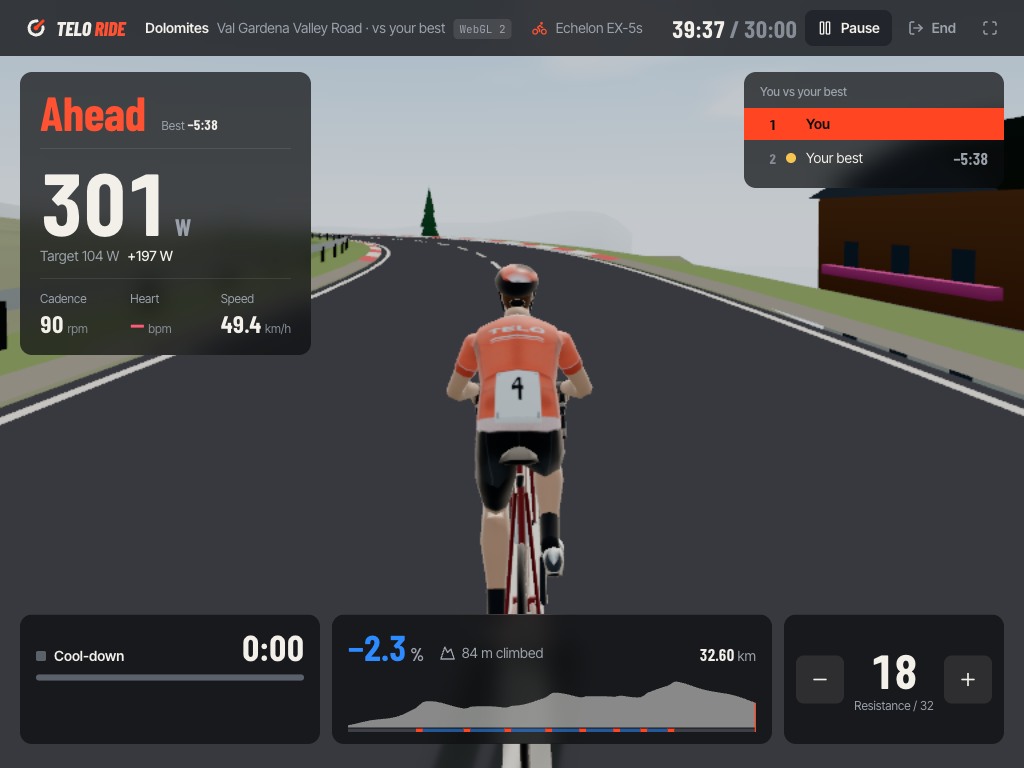 TELO RIDE Dolomites Val Gardena Valley Road · vs your best WebGL 2 Echelon EX-5s 39:37 / 30:00 Pause End
Ahead Best −5:38
301 W
Target 104 W +197 W
Cadence Heart Speed
90 rpm — bpm 49.4 km/h
You vs your best
1 You
2 Your best −5:38
TELO
4
Cool-down 0:00
−2.3 % 84 m climbed 32.60 km
− 18 +
Resistance / 32